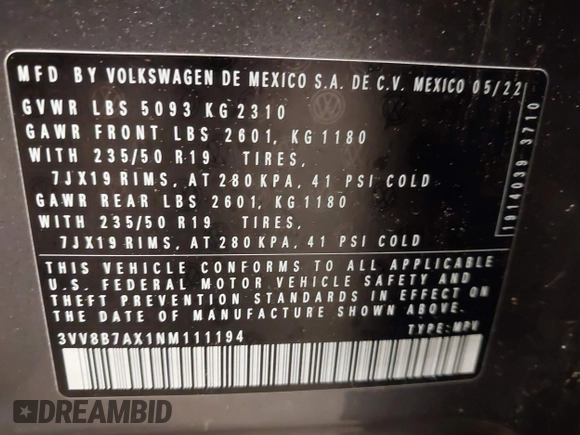 MFD BY VOLKSWAGEN DE MEXICO S.A. DE C.V. MEXICO 05/22
GVWR LBS 5093 KG 2310
GAWR FRONT LBS 2601, KG 1180
WITH 235/50 R19 TIRES,
7JX19 RIMS, AT 280 KPA, 41 PSI COLD
GAWR REAR LBS 2601, KG 1180
WITH 235/50 R19 TIRES,
7JX19 RIMS, AT 280 KPA, 41 PSI COLD
THIS VEHICLE CONFORMS TO ALL APPLICABLE
U.S. FEDERAL MOTOR VEHICLE SAFETY AND
THEFT PREVENTION STANDARDS IN EFFECT ON
THE DATE OF MANUFACTURE SHOWN ABOVE.
3VV8B7AX1NM111194
TYPE: MPV
1914039 3710
DREAMBID